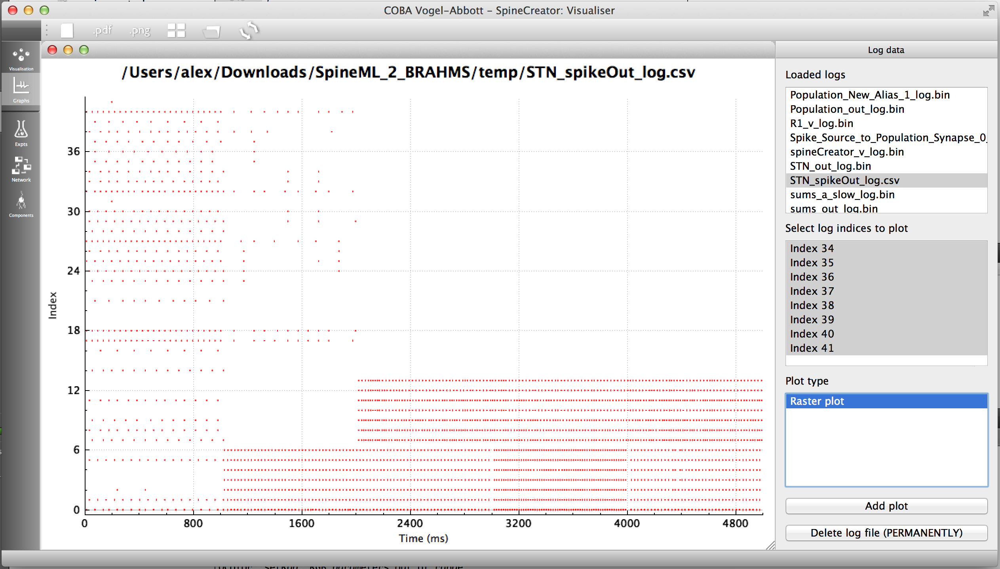 COBA Vogel-Abbott - SpineCreator: Visualiser
.pdf
.png
Visualisation
Graphs
Expts
Network
Components
/Users/alex/Downloads/SpineML_2_BRAHMS/temp/STN_spikeOut_log.csv
Index
36
30
24
18
12
6
0
0 800 1600 2400 3200 4000 4800
Time (ms)
Log data
Loaded logs
Population_New_Alias_1_log.bin
Population_out_log.bin
R1_v_log.bin
Spike_Source_to_Population_Synapse_0_
spineCreator_v_log.bin
STN_out_log.bin
STN_spikeOut_log.csv
sums_a_slow_log.bin
sums_out_log.bin
Select log indices to plot
Index 34
Index 35
Index 36
Index 37
Index 38
Index 39
Index 40
Index 41
Plot type
Raster plot
Add plot
Delete log file (PERMANENTLY)